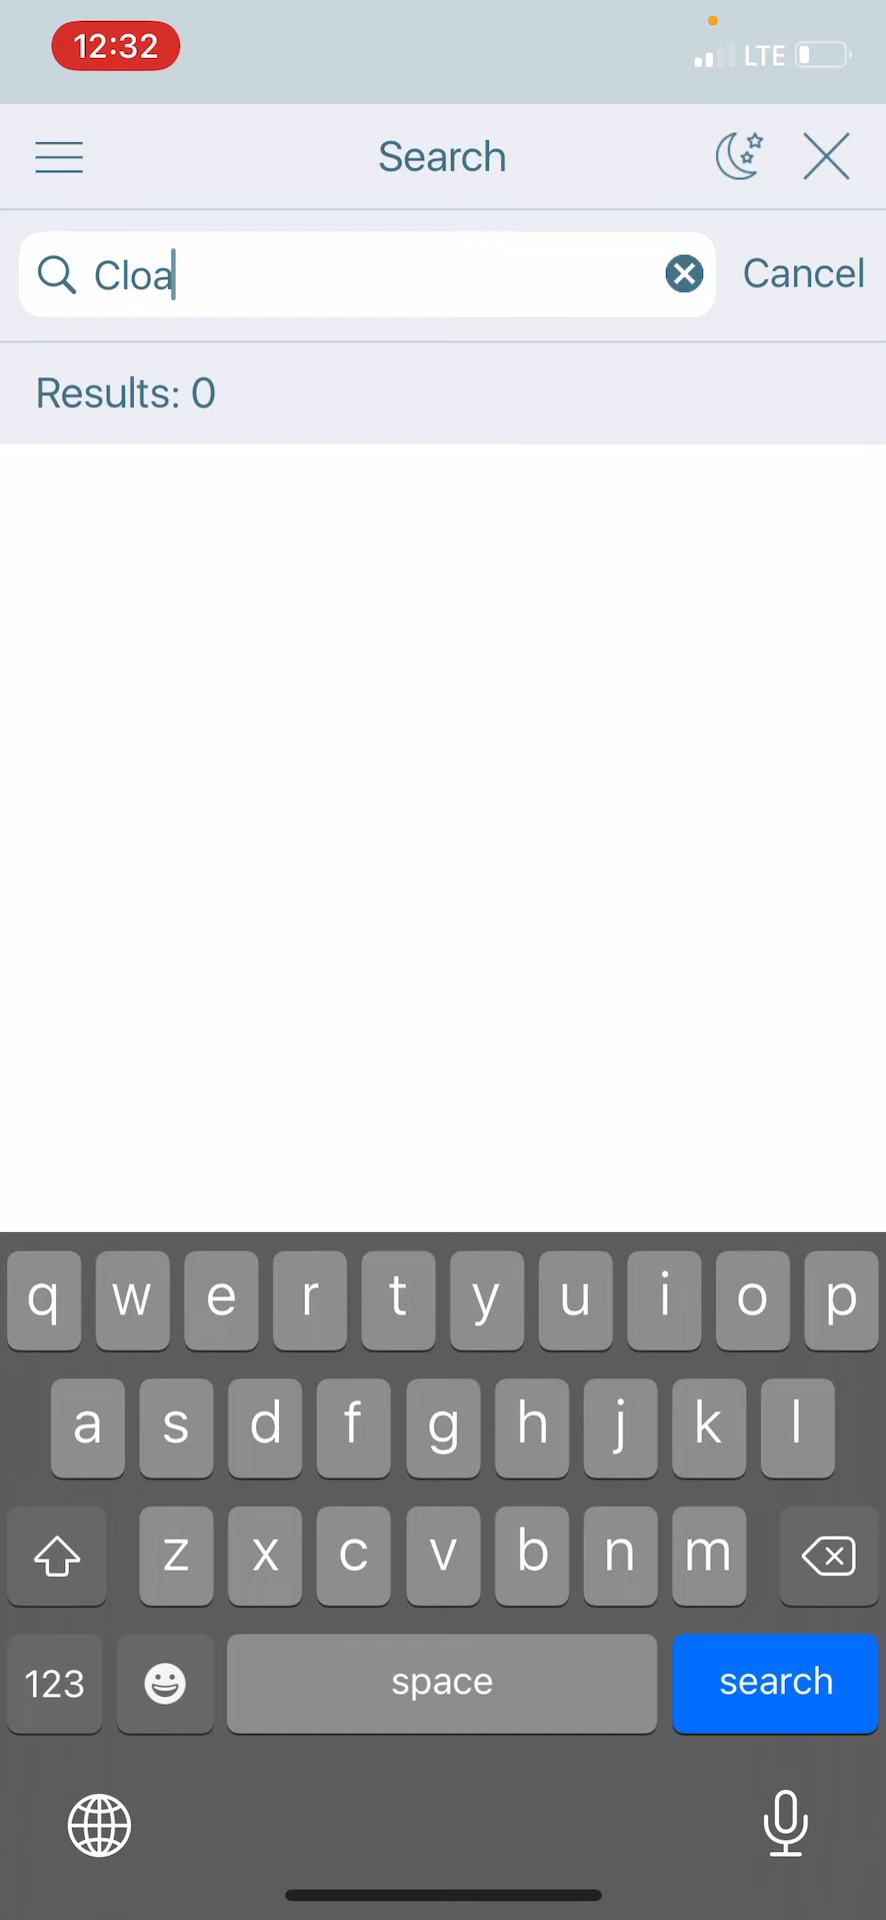 12:32
LTE
Search
Cloa
Cancel
Results: 0
q w e r t y u i o p
a s d f g h j k l
z x c v b n m
123 space search